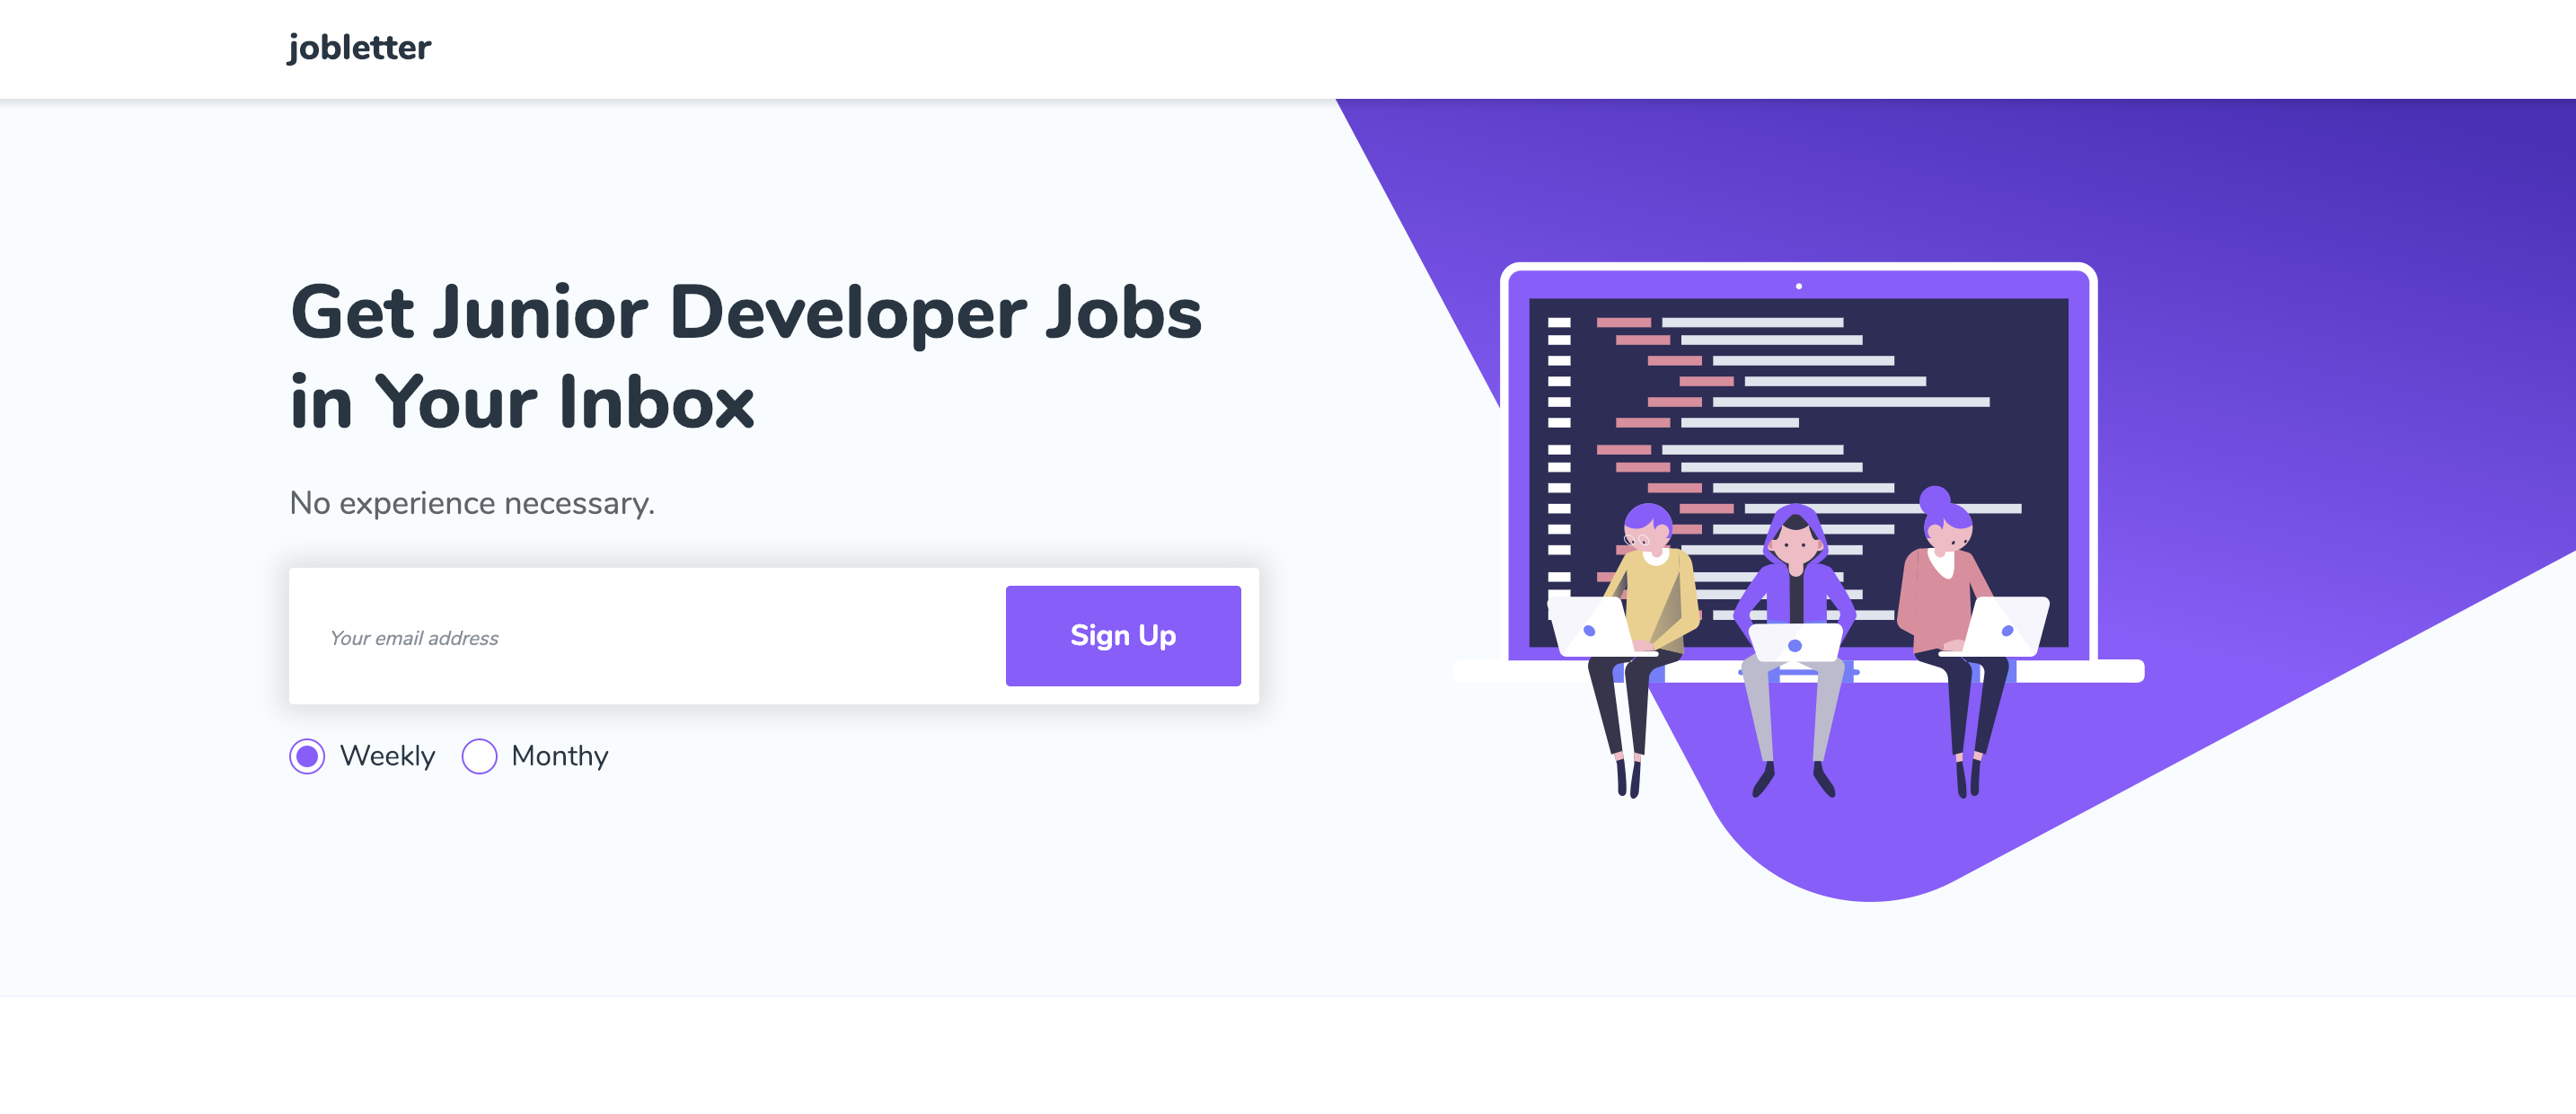 jobletter
Get Junior Developer Jobs
in Your Inbox
No experience necessary.
Your email address
Sign Up
Weekly
Monthy